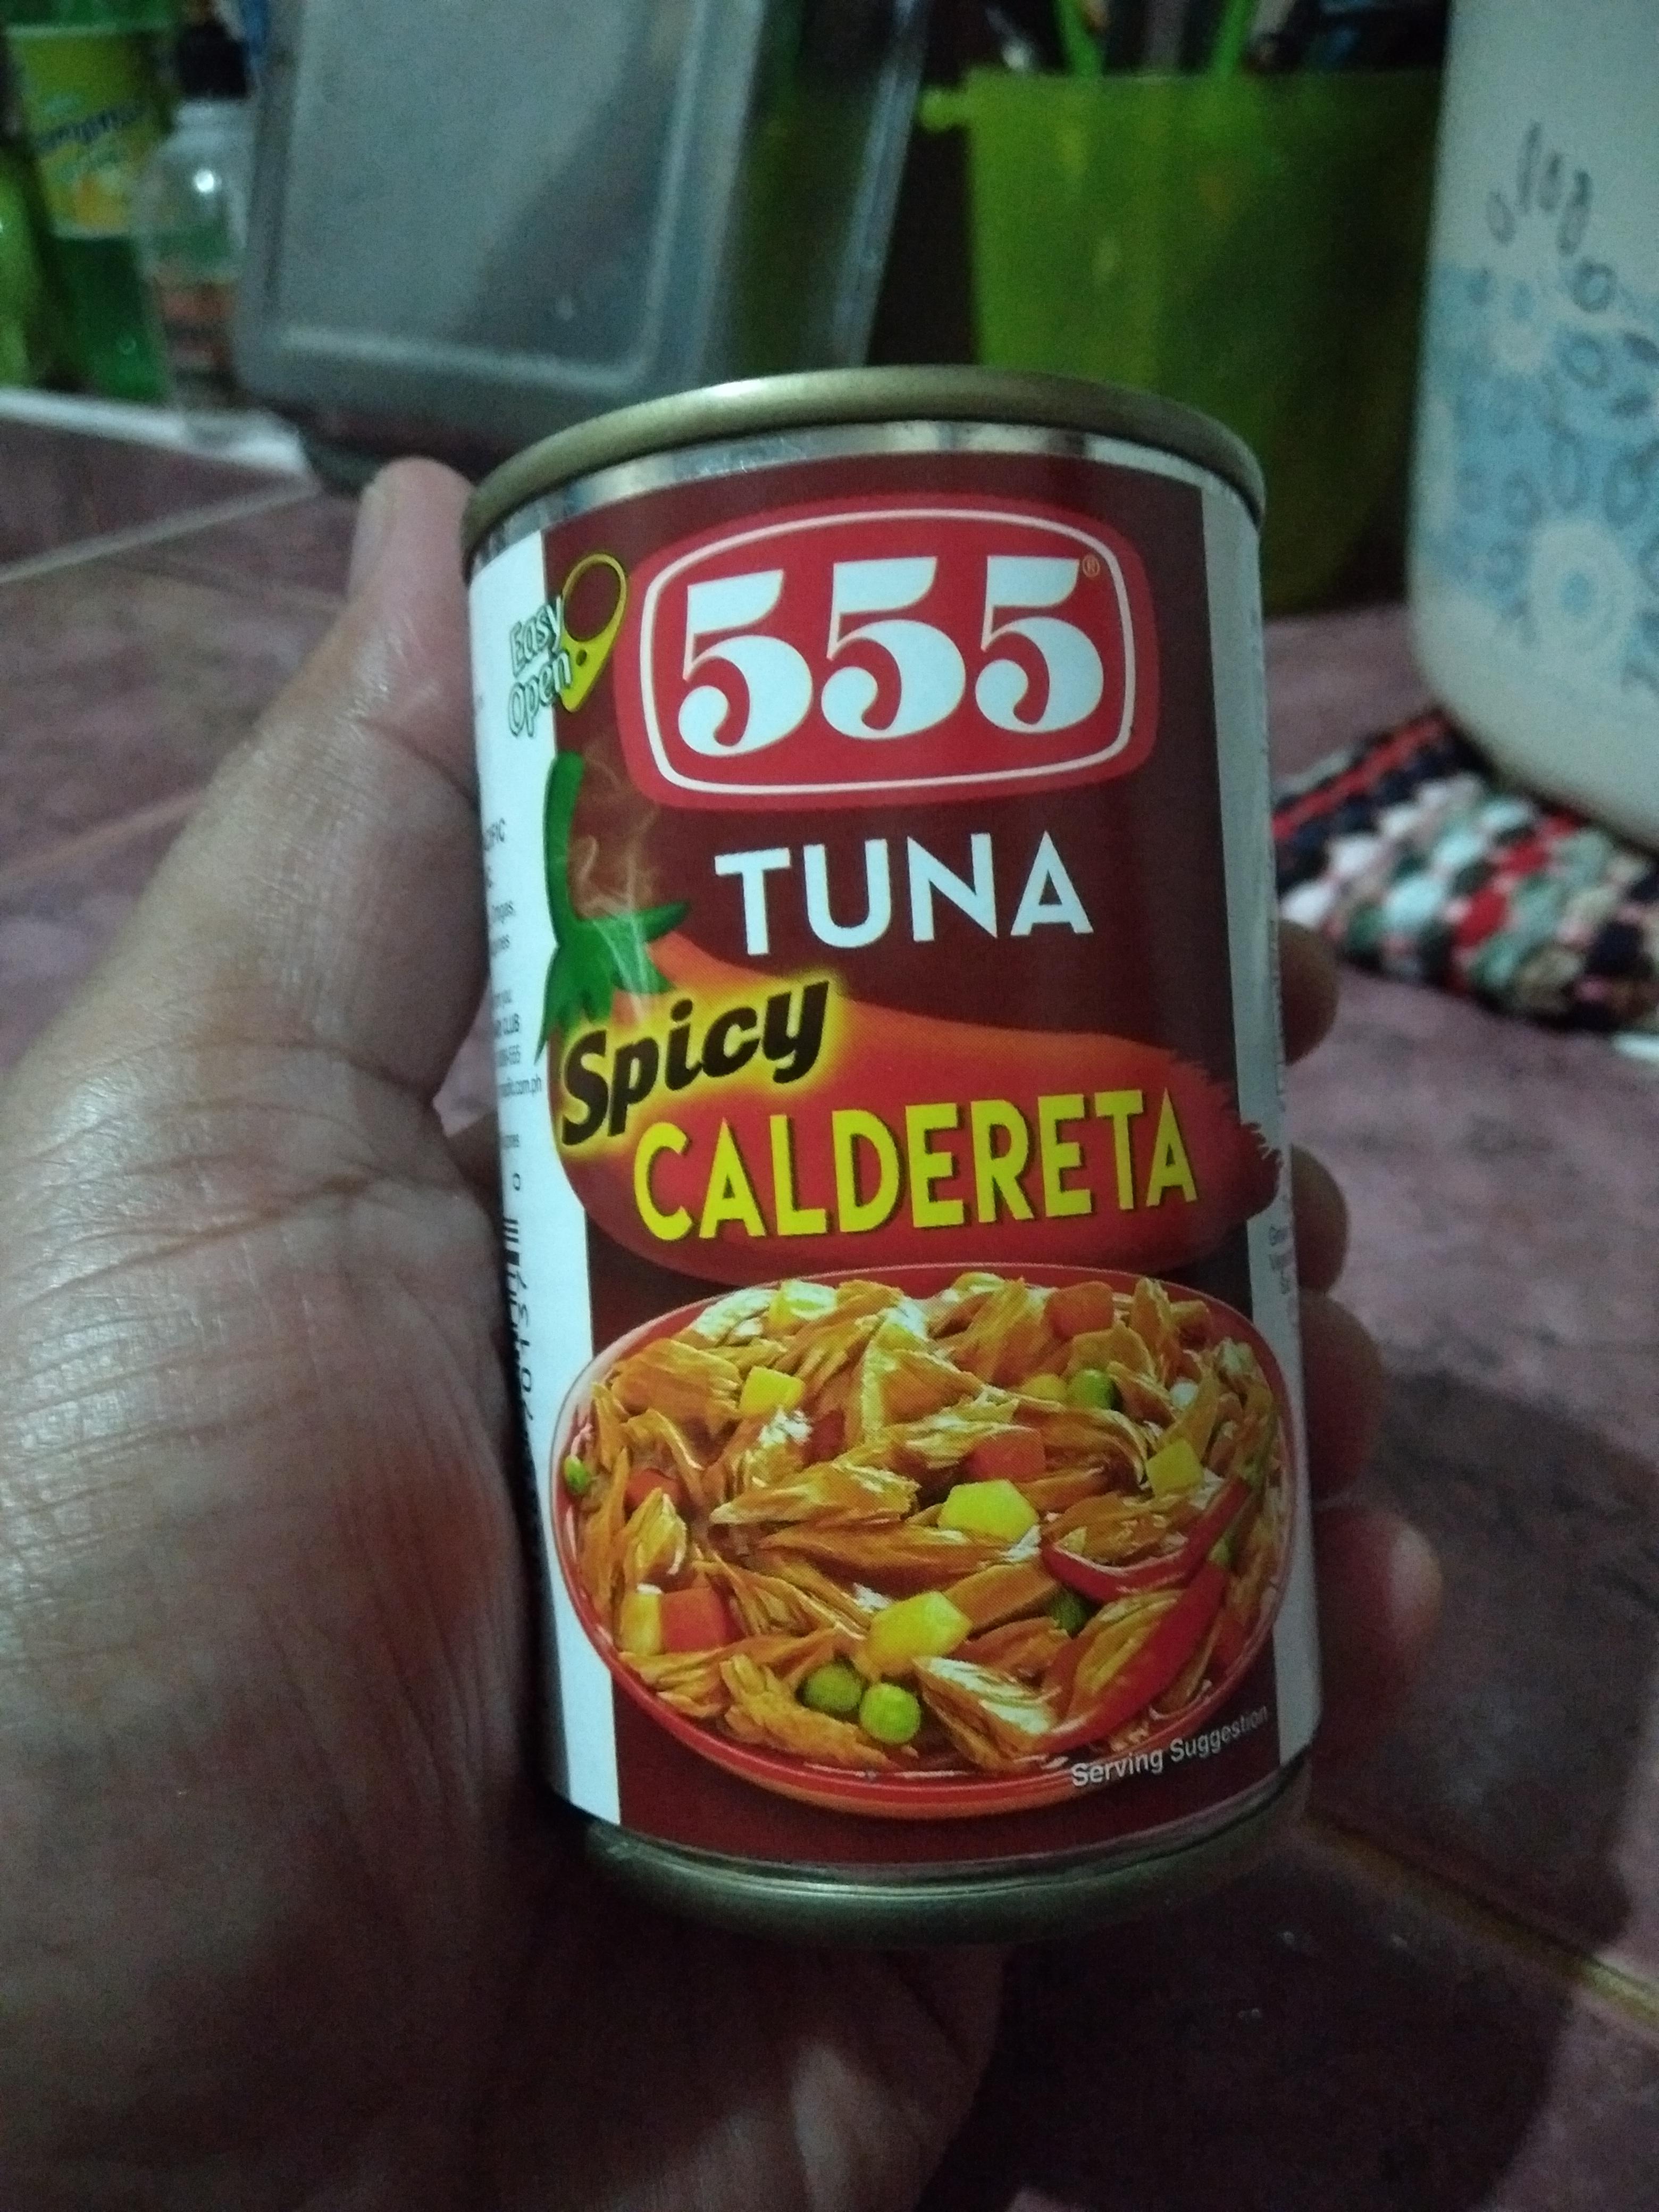 Easy
Open
555®
TUNA
Spicy
CALDERETA
Serving Suggestion